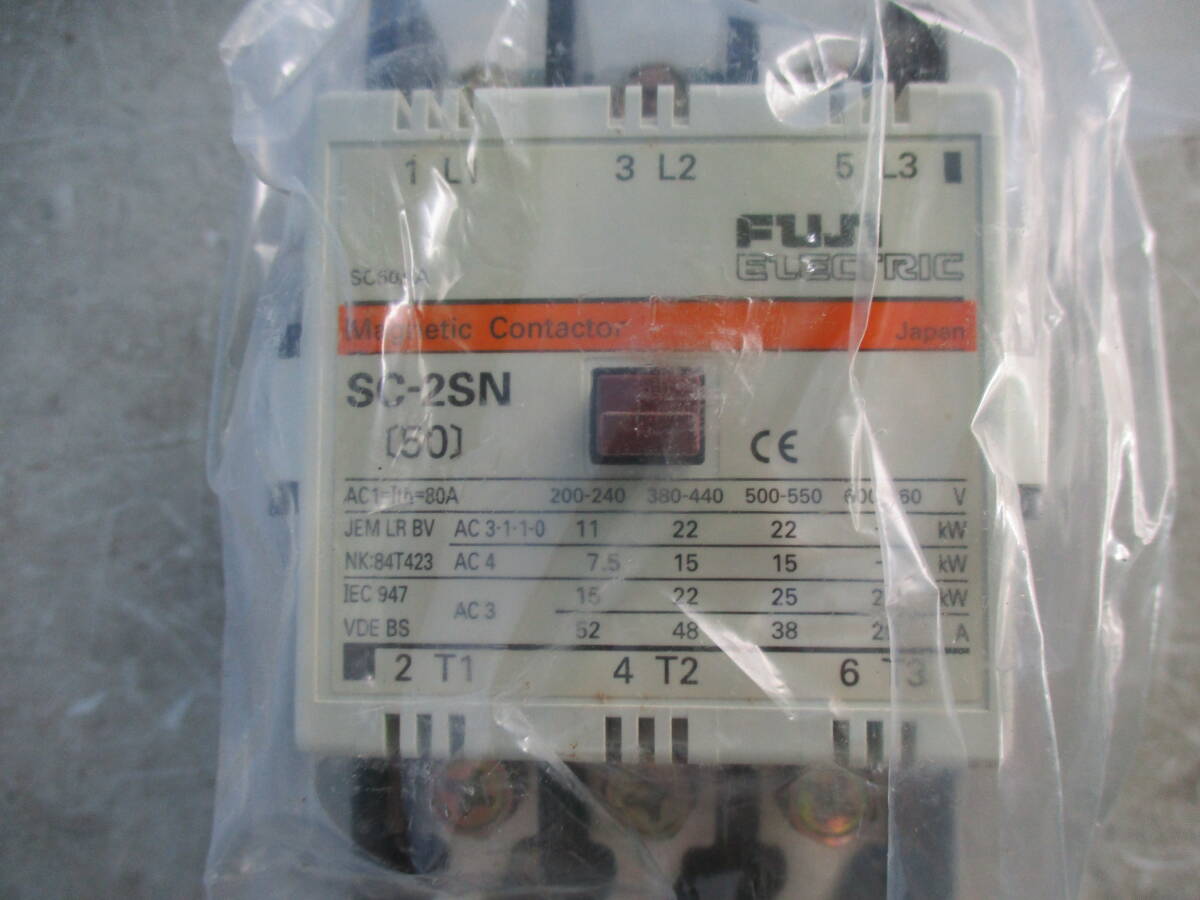 1 L1 3 L2 5 L3
FUJI
ELECTRIC
Magnetic Contactor Japan
SC-2SN
[50]
CE
AC1=Ith=80A 200-240 380-440 500-550 V
JEM LR BV AC 3·1·1-0 11 22 22 - kW
NK:84T423 AC 4 7.5 15 15 - kW
IEC 947 AC 3 15 22 25 kW
VDE BS 52 48 38 A
2 T1 4 T2 6 T3